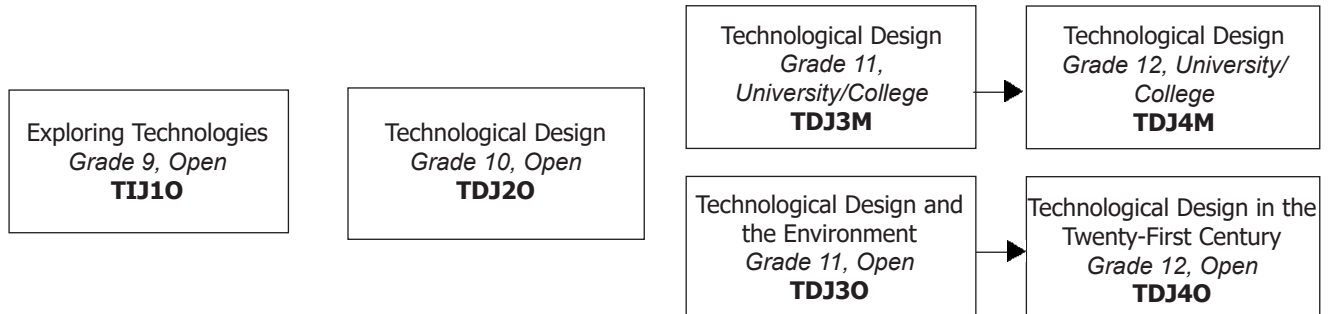 Exploring Technologies
Grade 9, Open
TIJ1O
Technological Design
Grade 10, Open
TDJ2O
Technological Design
Grade 11,
University/College
TDJ3M
Technological Design
Grade 12, University/
College
TDJ4M
Technological Design and
the Environment
Grade 11, Open
TDJ3O
Technological Design in the
Twenty-First Century
Grade 12, Open
TDJ4O